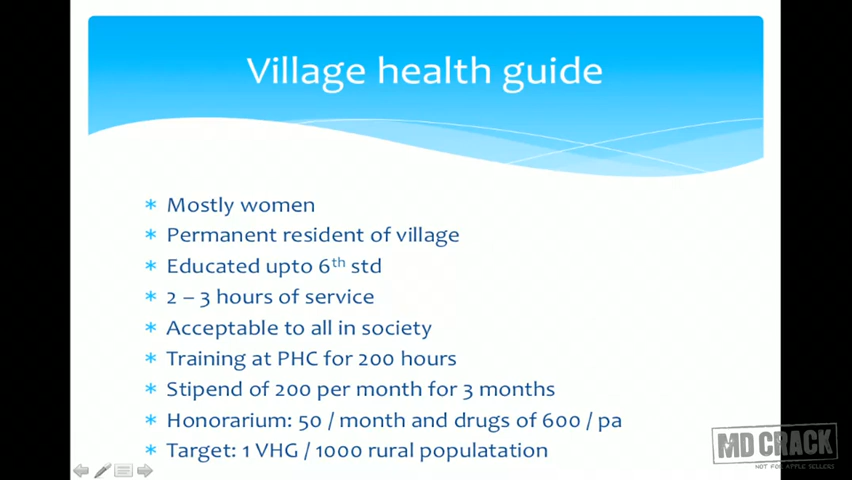 Village health guide
Mostly women
Permanent resident of village
Educated upto 6th std
2 – 3 hours of service
Acceptable to all in society
Training at PHC for 200 hours
Stipend of 200 per month for 3 months
Honorarium: 50 / month and drugs of 600 / pa
Target: 1 VHG / 1000 rural populatation
MD CRACK
NOT FOR APPLE SELLERS